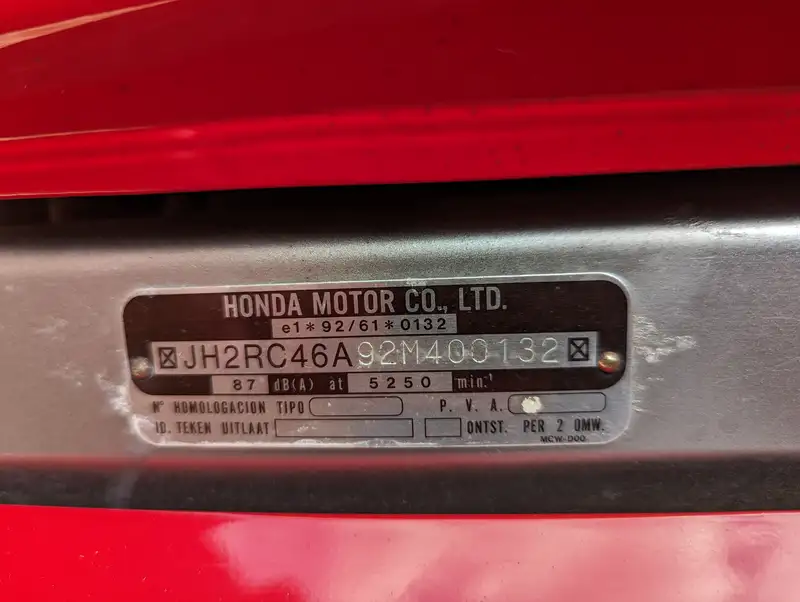 HONDA MOTOR CO., LTD.
e1*92/61*0132
JH2RC46A92M400132
87 dB(A) at 5250 min.⁻¹
Nº HOMOLOGACION TIPO P. V. A.
ID. TEKEN UITLAAT ONTST. PER 2 OMW.
MCW-D00